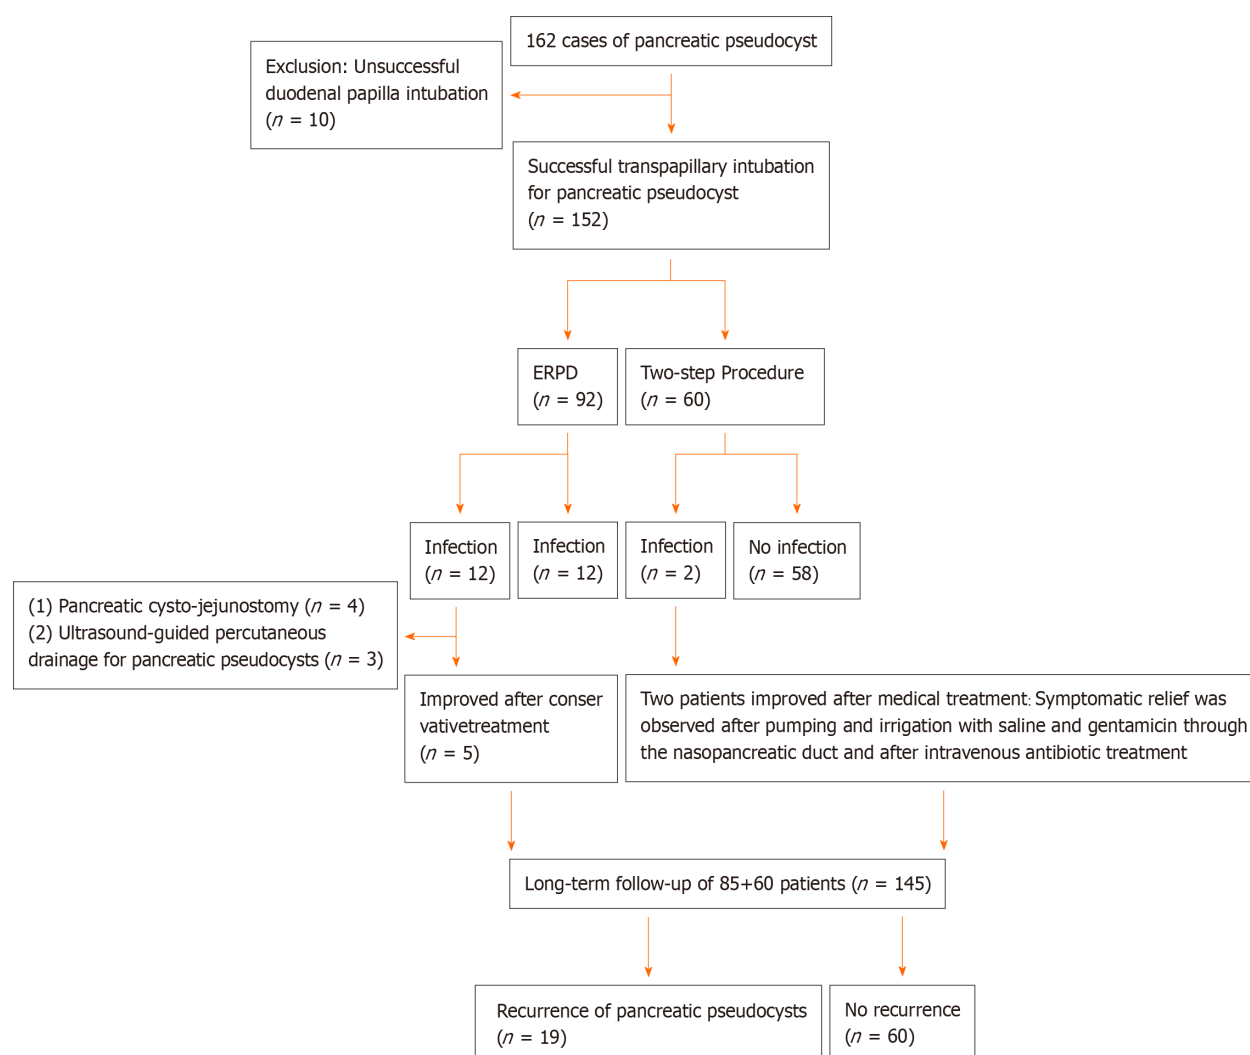 162 cases of pancreatic pseudocyst
Exclusion: Unsuccessful
duodenal papilla intubation
(n = 10)
Successful transpapillary intubation
for pancreatic pseudocyst
(n = 152)
ERPD
(n = 92)
Two-step Procedure
(n = 60)
Infection
(n = 12)
Infection
(n = 12)
Infection
(n = 2)
No infection
(n = 58)
(1) Pancreatic cysto-jejunostomy (n = 4)
(2) Ultrasound-guided percutaneous
drainage for pancreatic pseudocysts (n = 3)
Improved after conser
vativetreatment
(n = 5)
Two patients improved after medical treatment: Symptomatic relief was
observed after pumping and irrigation with saline and gentamicin through
the nasopancreatic duct and after intravenous antibiotic treatment
Long-term follow-up of 85+60 patients (n = 145)
Recurrence of pancreatic pseudocysts
(n = 19)
No recurrence
(n = 60)